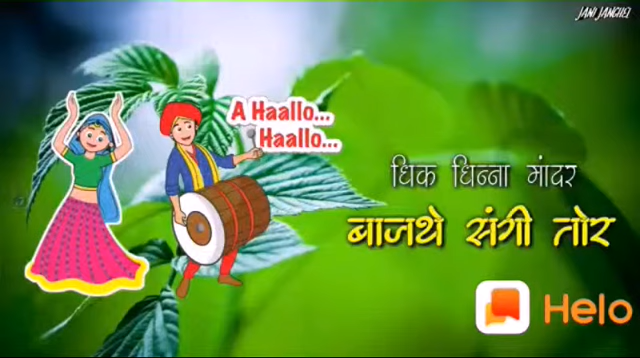 JANI JANGHEL
A Haallo...
Haallo...
धिक धिन्ना मांदर
बाजथे संगी तोर
Helo